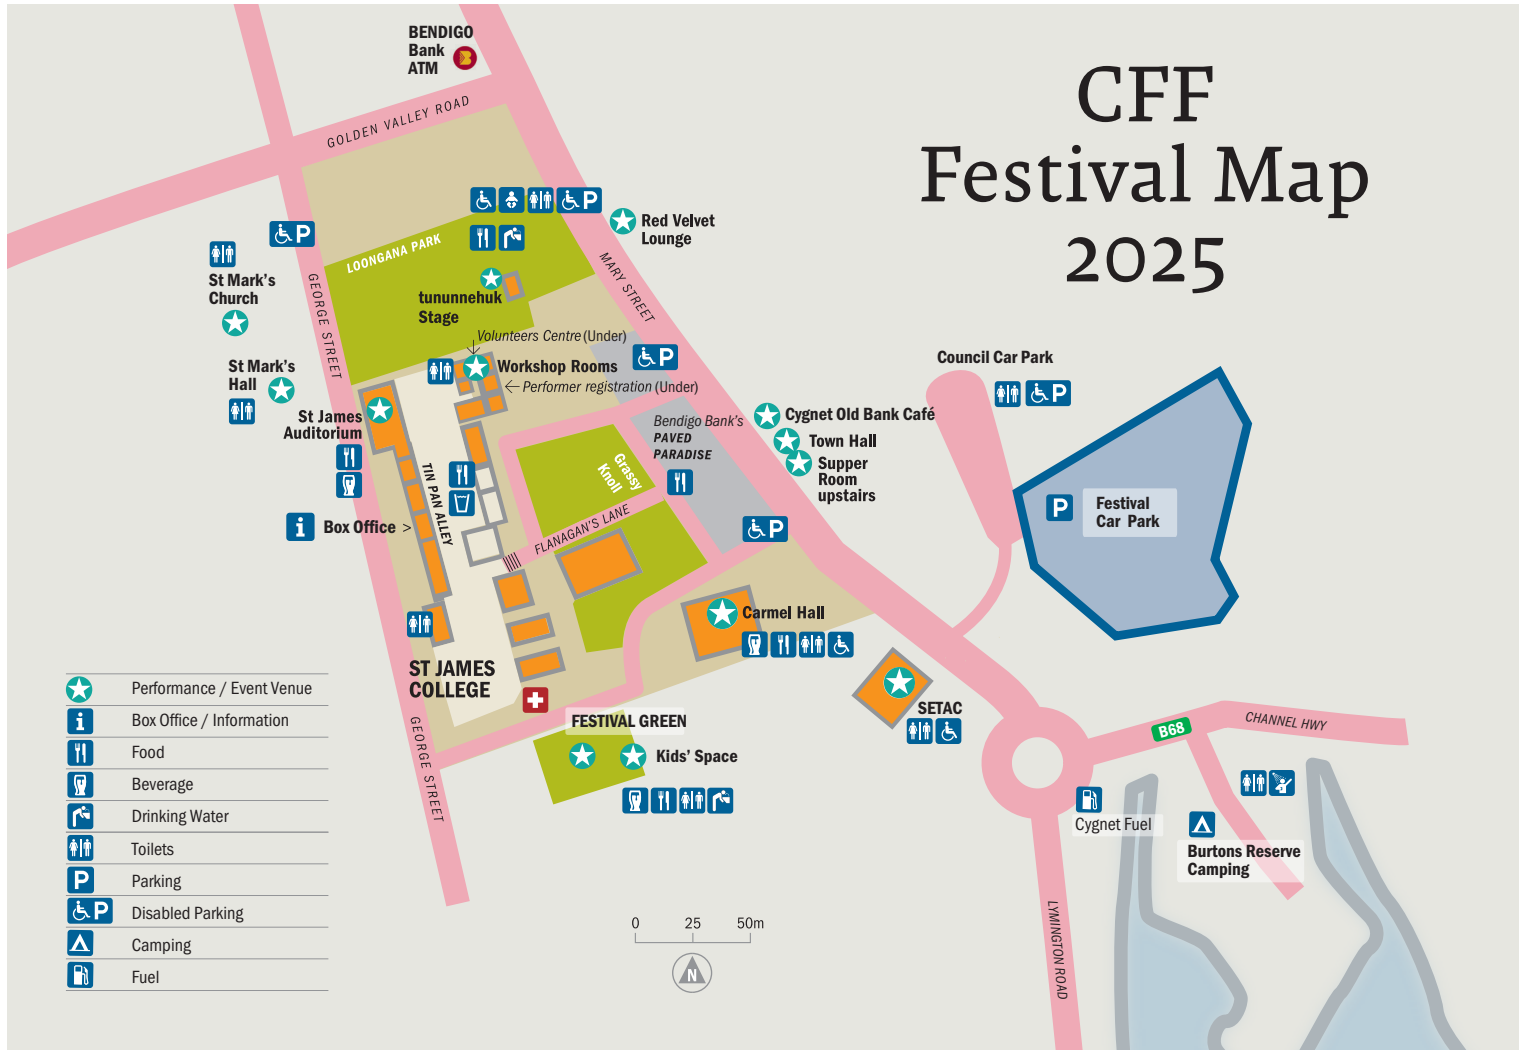 CFF
Festival Map
2025
BENDIGO
Bank
ATM
GOLDEN VALLEY ROAD
P
Red Velvet
Lounge
P
LOONGANA PARK
St Mark's
Church
GEORGE STREET
MARY STREET
tununnehuk
Stage
Volunteers Centre (Under)
P
Workshop Rooms
Performer registration (Under)
St Mark's
Hall
St James
Auditorium
Council Car Park
P
Cygnet Old Bank Café
Town Hall
Supper
Room
upstairs
Bendigo Bank's
PAVED
PARADISE
Grassy
Knoll
TIN PAN ALLEY
P
Festival
Car Park
i
Box Office >
FLANAGAN'S LANE
P
Carmel Hall
ST JAMES
COLLEGE
SETAC
FESTIVAL GREEN
Kids' Space
GEORGE STREET
B68
CHANNEL HWY
Cygnet Fuel
Burtons Reserve
Camping
LYMINGTON ROAD
Performance / Event Venue
i
Box Office / Information
Food
Beverage
Drinking Water
Toilets
P
Parking
P
Disabled Parking
Camping
Fuel
0 25 50m
N